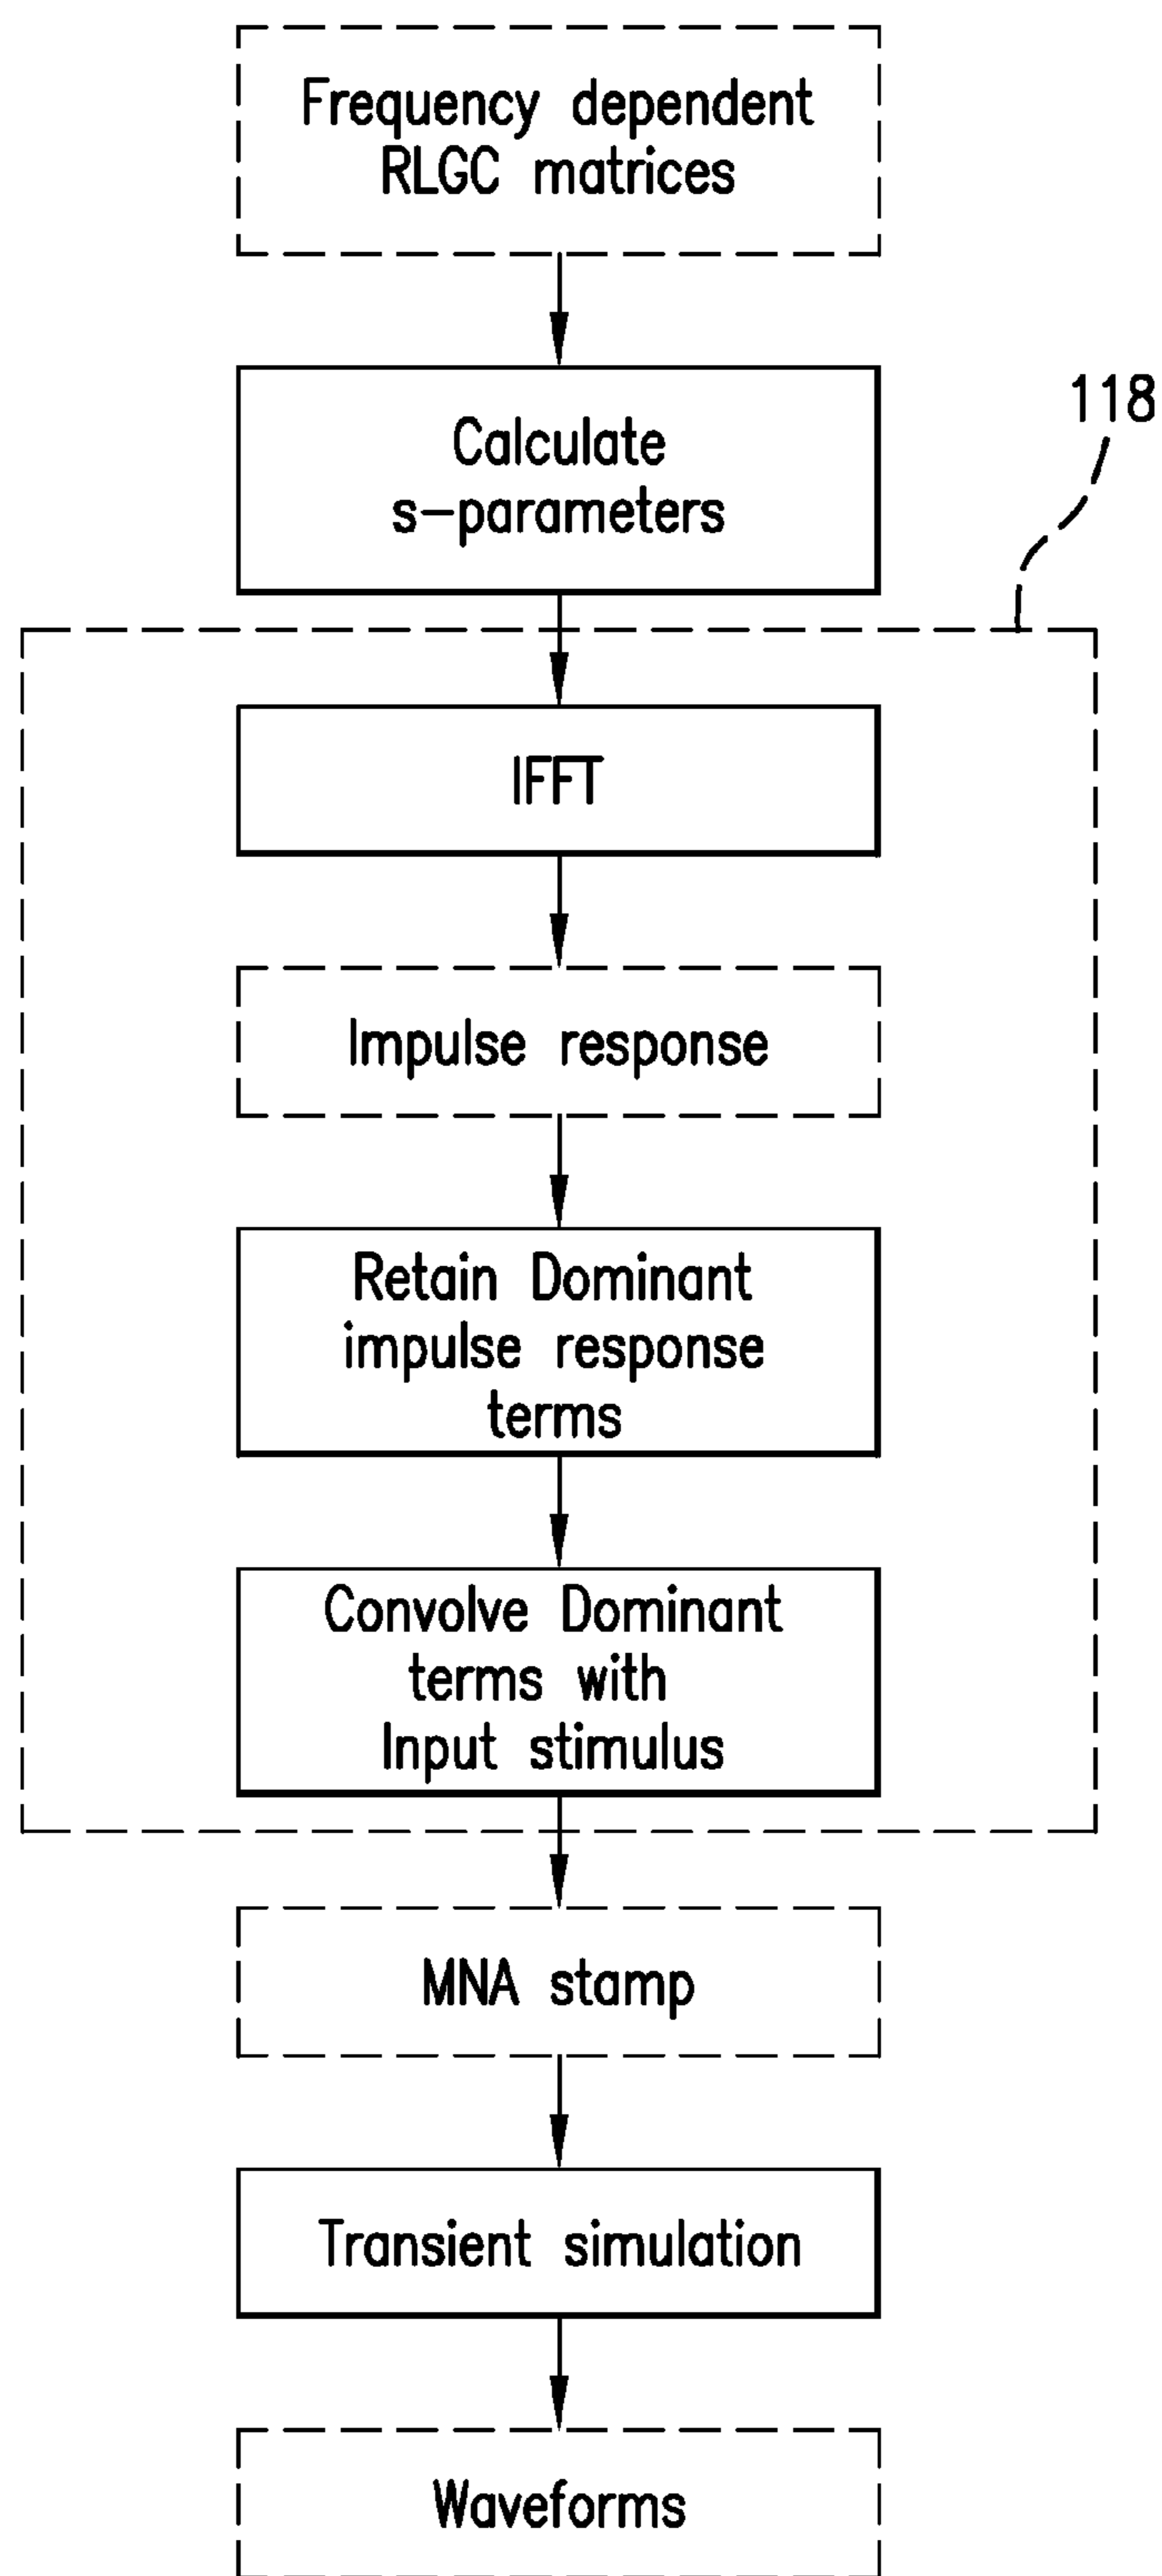 Frequency dependent
RLGC matrices
Calculate
s-parameters
118
IFFT
Impulse response
Retain Dominant
impulse response
terms
Convolve Dominant
terms with
Input stimulus
MNA stamp
Transient simulation
Waveforms